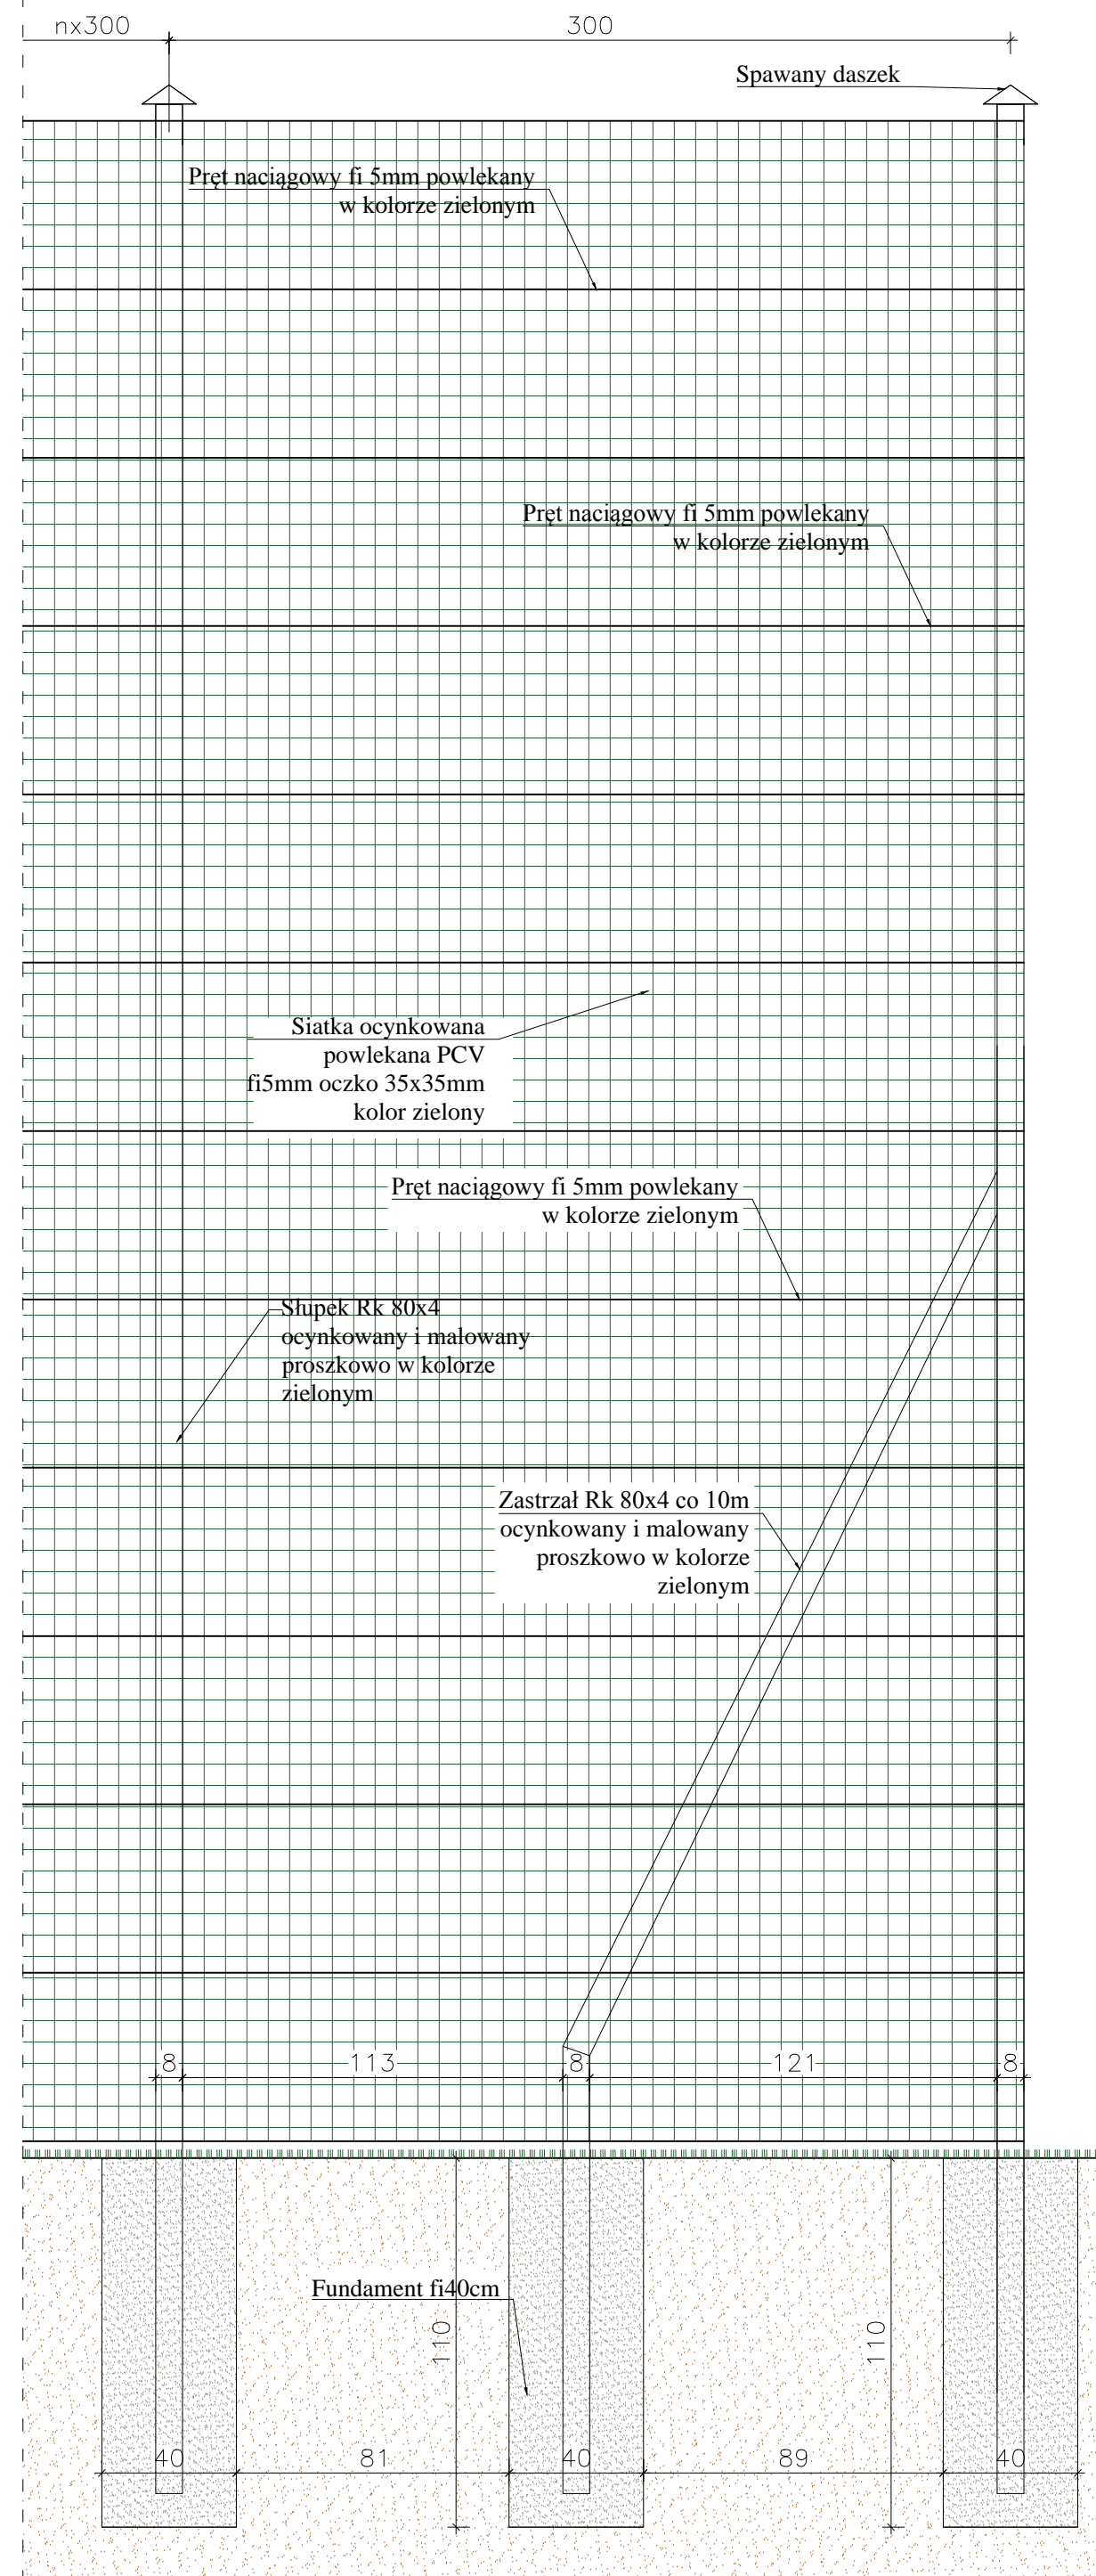 nx300
300
Spawany daszek
Pręt naciągowy fi 5mm powlekany
w kolorze zielonym
Pręt naciągowy fi 5mm powlekany
w kolorze zielonym
Siatka ocynkowana
powlekana PCV
fi5mm oczko 35x35mm
kolor zielony
Pręt naciągowy fi 5mm powlekany
w kolorze zielonym
Słupek Rk 80x4
ocynkowany i malowany
proszkowo w kolorze
zielonym
Zastrzał Rk 80x4 co 10m
ocynkowany i malowany
proszkowo w kolorze
zielonym
8
113
8
121
8
Fundament fi40cm
110
110
40
81
40
89
40